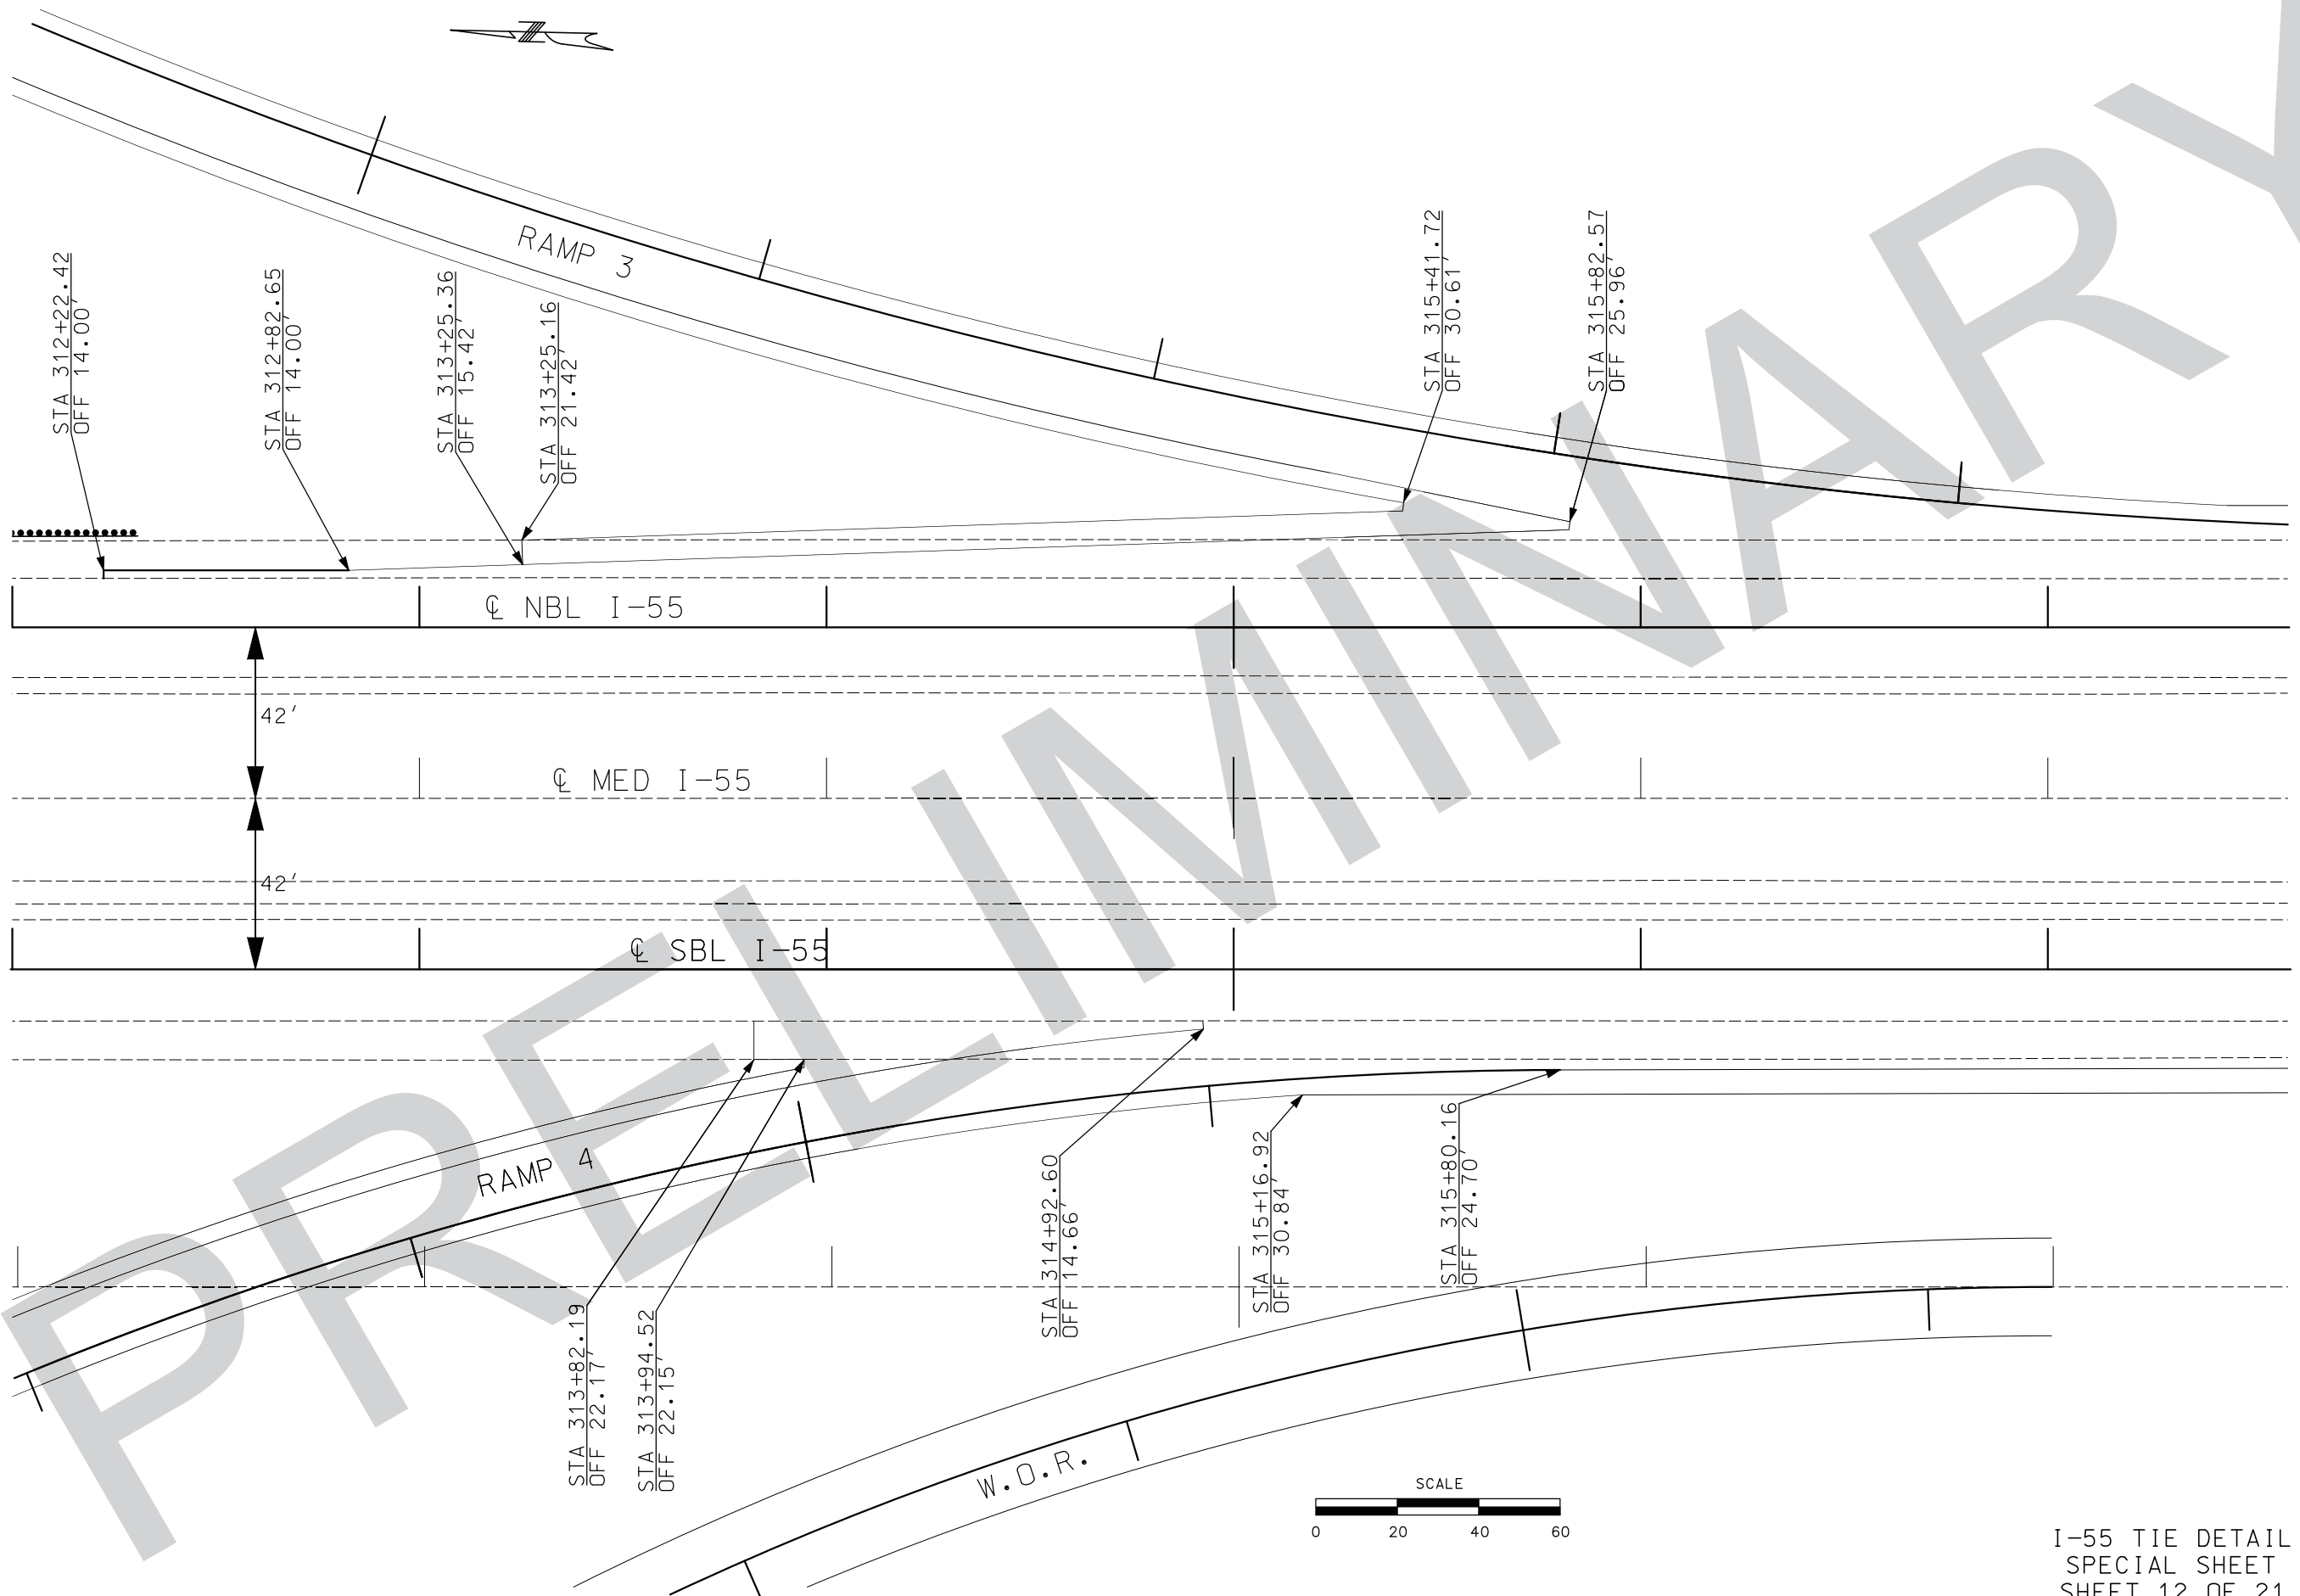 STA 312+22.42
OFF 14.00'
STA 312+82.65
OFF 14.00'
STA 313+25.36
OFF 15.42'
STA 313+25.16
OFF 21.42'
RAMP 3
STA 315+41.72
OFF 30.61'
STA 315+82.57
OFF 25.96'
℄ NBL I-55
42'
℄ MED I-55
42'
℄ SBL I-55
RAMP 4
STA 313+82.19
OFF 22.17'
STA 313+94.52
OFF 22.15'
STA 314+92.60
OFF 14.66'
STA 315+16.92
OFF 30.84'
STA 315+80.16
OFF 24.70'
W.O.R.
SCALE
0 20 40 60
I-55 TIE DETAIL
SPECIAL SHEET
SHEET 12 OF 21
PRELIMINARY